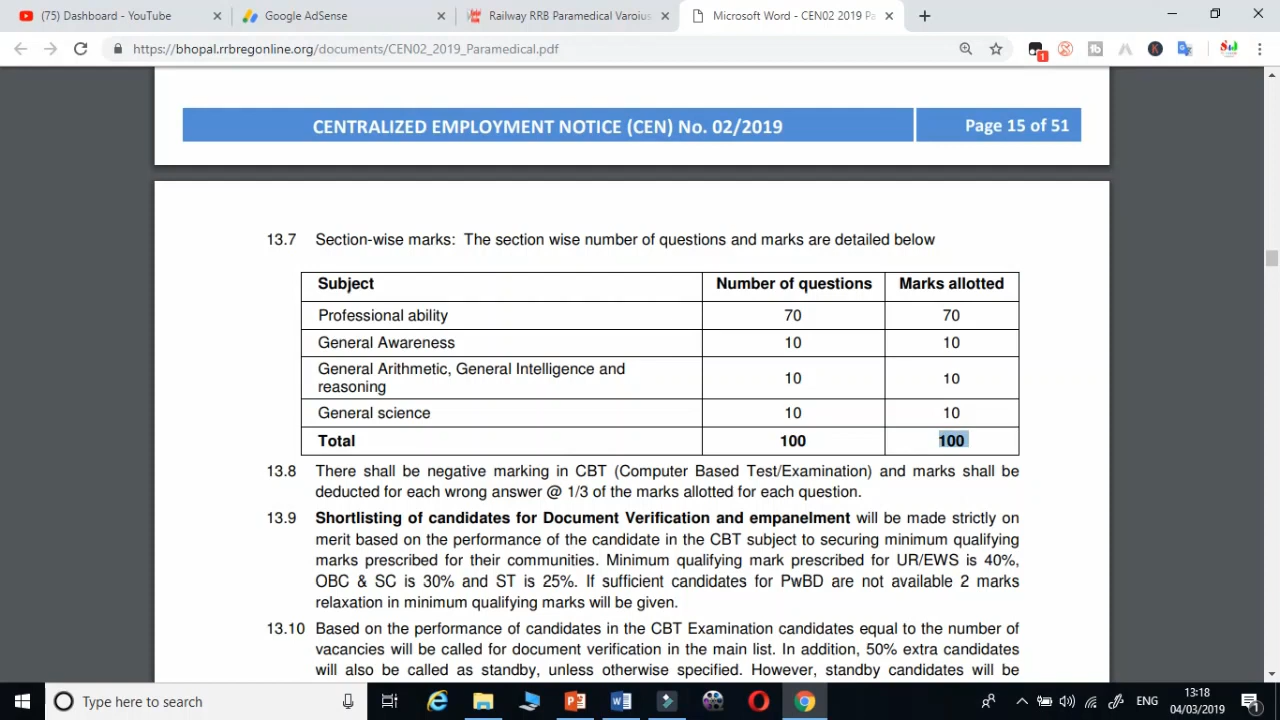 (75) Dashboard - YouTube
Google AdSense
Railway RRB Paramedical Varoius
Microsoft Word - CEN02 2019 Pa
https://bhopal.rrbregonline.org/documents/CEN02_2019_Paramedical.pdf
CENTRALIZED EMPLOYMENT NOTICE (CEN) No. 02/2019
Page 15 of 51
13.7 Section-wise marks: The section wise number of questions and marks are detailed below
Subject Number of questions Marks allotted
Professional ability 70 70
General Awareness 10 10
General Arithmetic, General Intelligence and
reasoning 10 10
General science 10 10
Total 100 100
13.8 There shall be negative marking in CBT (Computer Based Test/Examination) and marks shall be
deducted for each wrong answer @ 1/3 of the marks allotted for each question.
13.9 Shortlisting of candidates for Document Verification and empanelment will be made strictly on
merit based on the performance of the candidate in the CBT subject to securing minimum qualifying
marks prescribed for their communities. Minimum qualifying mark prescribed for UR/EWS is 40%,
OBC & SC is 30% and ST is 25%. If sufficient candidates for PwBD are not available 2 marks
relaxation in minimum qualifying marks will be given.
13.10 Based on the performance of candidates in the CBT Examination candidates equal to the number of
vacancies will be called for document verification in the main list. In addition, 50% extra candidates
will also be called as standby, unless otherwise specified. However, standby candidates will be
Type here to search
ENG
13:18
04/03/2019